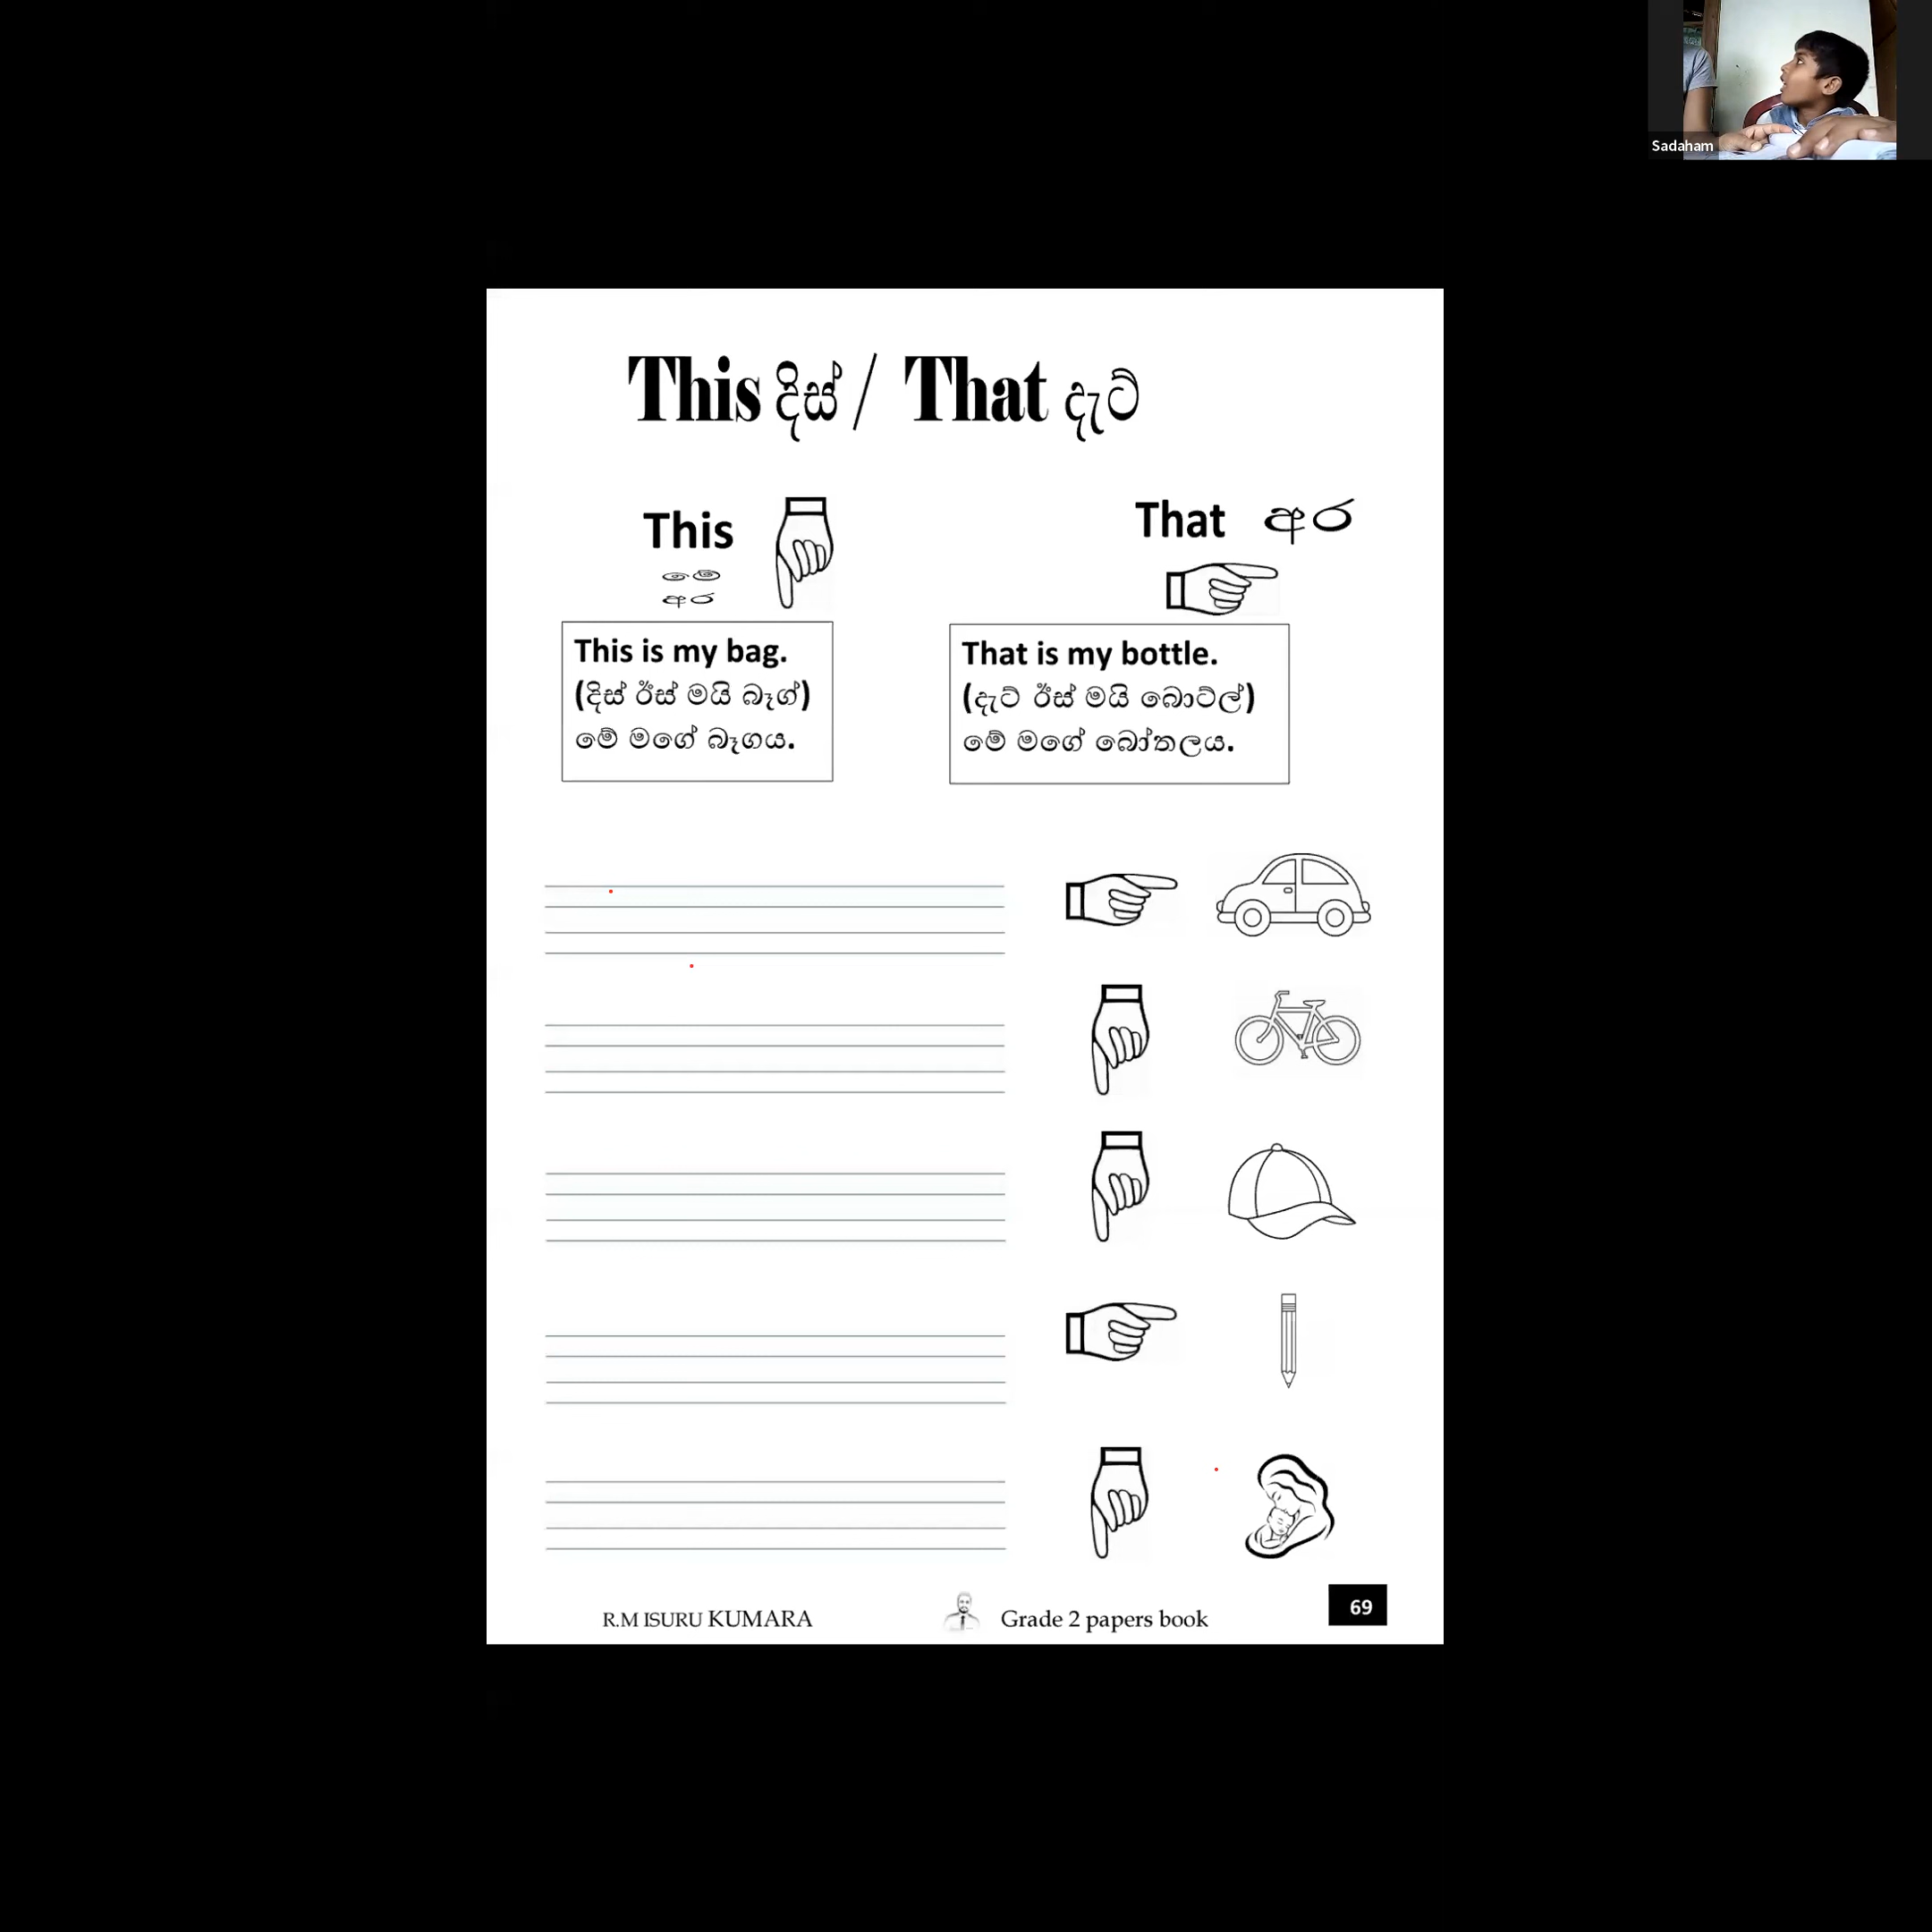 Sadaham
This දිස් / That දැට්
This
මේ
අර
That අර
This is my bag.
(දිස් ඊස් මයි බෑග්)
මේ මගේ බෑගය.
That is my bottle.
(දැට් ඊස් මයි බොට්ල්)
මේ මගේ බෝතලය.
R.M ISURU KUMARA
Grade 2 papers book
69